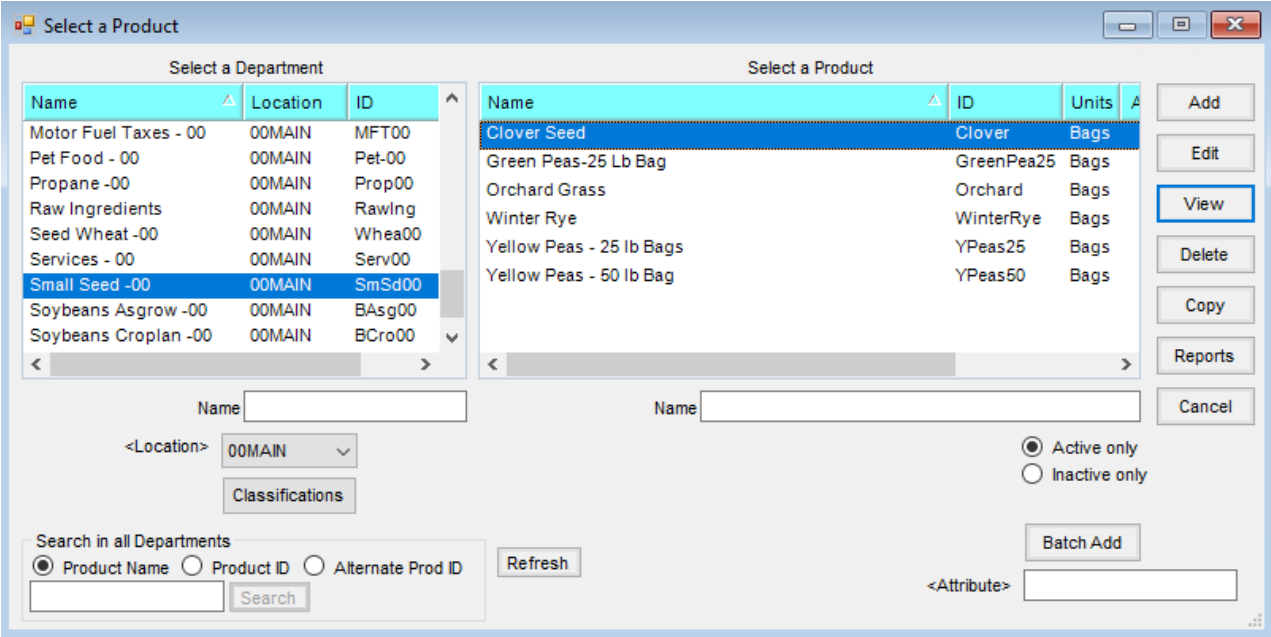 Select a Product
Select a Department
Name Location ID
Motor Fuel Taxes - 00 00MAIN MFT00
Pet Food - 00 00MAIN Pet-00
Propane -00 00MAIN Prop00
Raw Ingredients 00MAIN RawIng
Seed Wheat -00 00MAIN Whea00
Services - 00 00MAIN Serv00
Small Seed -00 00MAIN SmSd00
Soybeans Asgrow -00 00MAIN BAsg00
Soybeans Croplan -00 00MAIN BCro00
Name
<Location> 00MAIN
Classifications
Search in all Departments
Product Name Product ID Alternate Prod ID
Search
Refresh
Select a Product
Name ID Units A
Clover Seed Clover Bags
Green Peas-25 Lb Bag GreenPea25 Bags
Orchard Grass Orchard Bags
Winter Rye WinterRye Bags
Yellow Peas - 25 lb Bags YPeas25 Bags
Yellow Peas - 50 lb Bag YPeas50 Bags
Name
Active only
Inactive only
Batch Add
<Attribute>
Add
Edit
View
Delete
Copy
Reports
Cancel